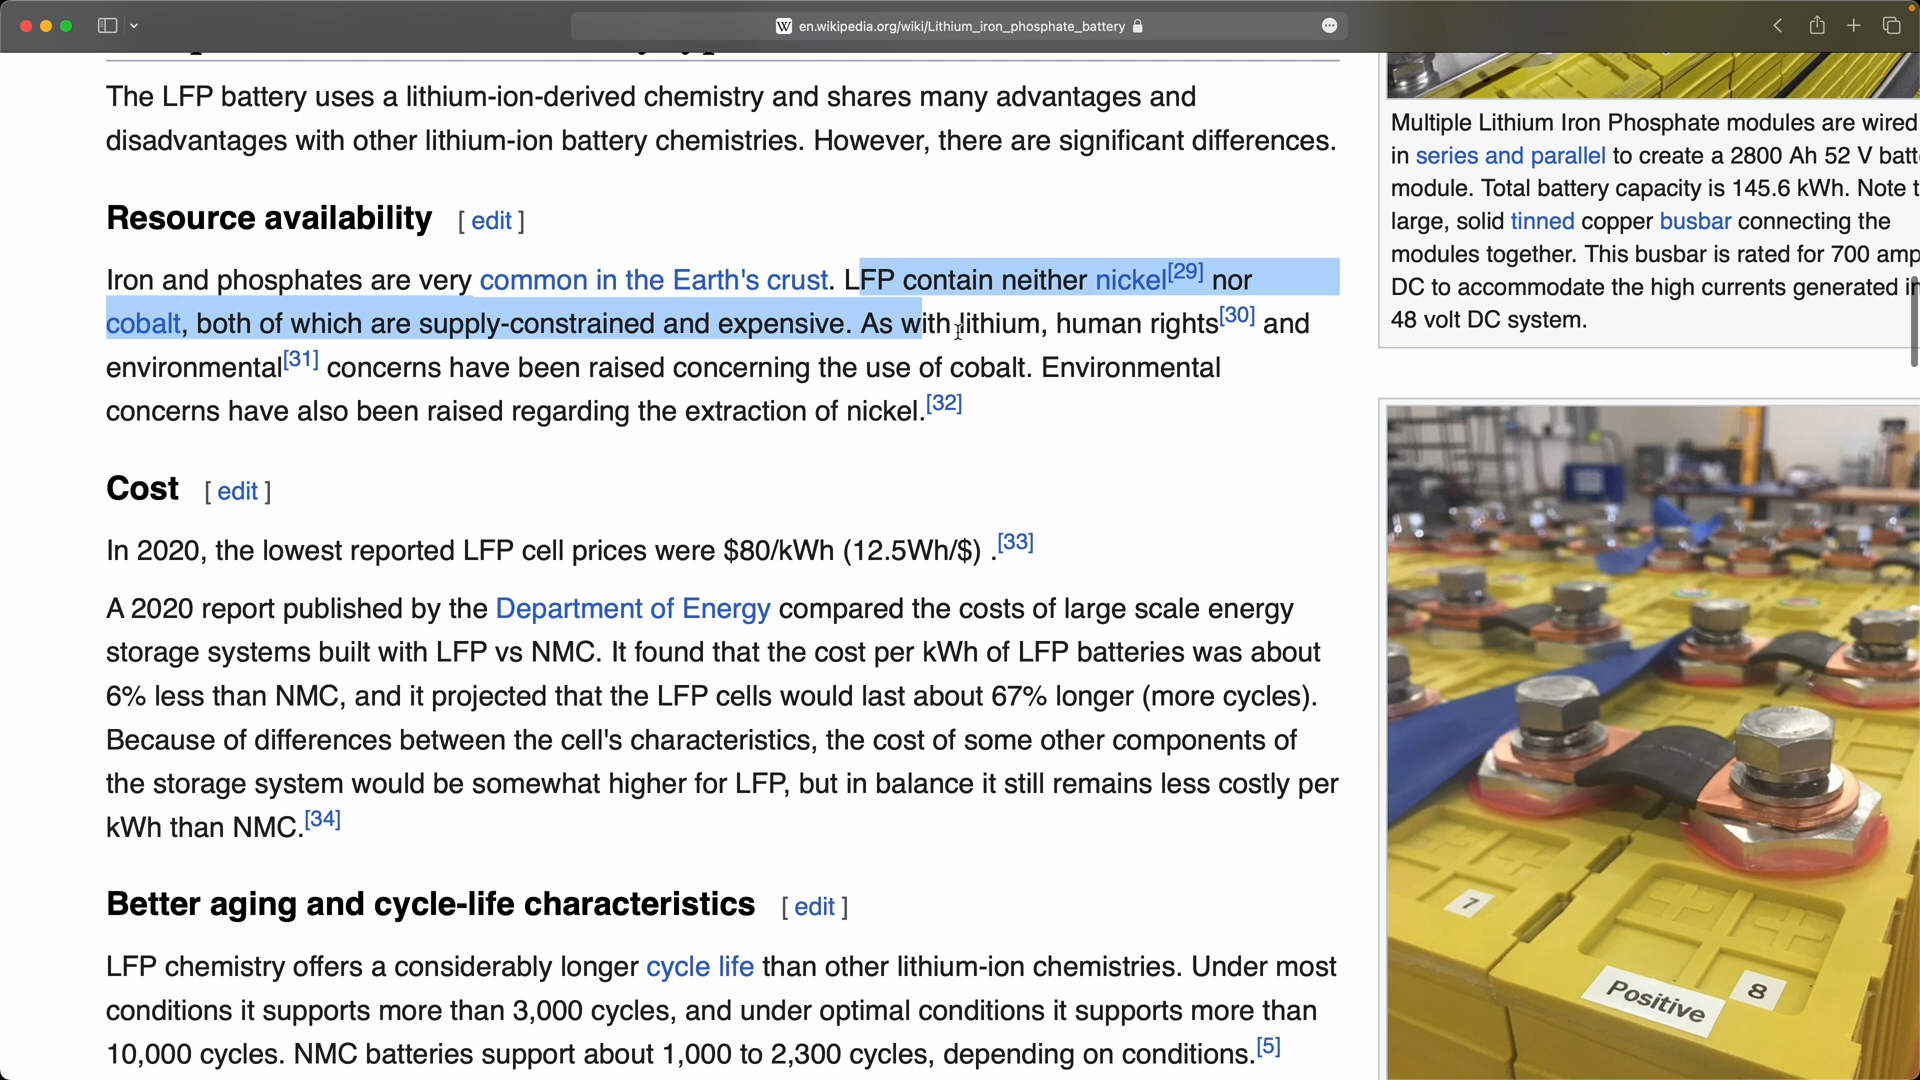 en.wikipedia.org/wiki/Lithium_iron_phosphate_battery
The LFP battery uses a lithium-ion-derived chemistry and shares many advantages and
disadvantages with other lithium-ion battery chemistries. However, there are significant differences.
Resource availability [ edit ]
Iron and phosphates are very common in the Earth's crust. LFP contain neither nickel[29] nor
cobalt, both of which are supply-constrained and expensive. As with lithium, human rights[30] and
environmental[31] concerns have been raised concerning the use of cobalt. Environmental
concerns have also been raised regarding the extraction of nickel.[32]
Cost [ edit ]
In 2020, the lowest reported LFP cell prices were $80/kWh (12.5Wh/$) .[33]
A 2020 report published by the Department of Energy compared the costs of large scale energy
storage systems built with LFP vs NMC. It found that the cost per kWh of LFP batteries was about
6% less than NMC, and it projected that the LFP cells would last about 67% longer (more cycles).
Because of differences between the cell's characteristics, the cost of some other components of
the storage system would be somewhat higher for LFP, but in balance it still remains less costly per
kWh than NMC.[34]
Better aging and cycle-life characteristics [ edit ]
LFP chemistry offers a considerably longer cycle life than other lithium-ion chemistries. Under most
conditions it supports more than 3,000 cycles, and under optimal conditions it supports more than
10,000 cycles. NMC batteries support about 1,000 to 2,300 cycles, depending on conditions.[5]
Multiple Lithium Iron Phosphate modules are wired
in series and parallel to create a 2800 Ah 52 V batt
module. Total battery capacity is 145.6 kWh. Note t
large, solid tinned copper busbar connecting the
modules together. This busbar is rated for 700 amp
DC to accommodate the high currents generated in
48 volt DC system.
7
8
Positive